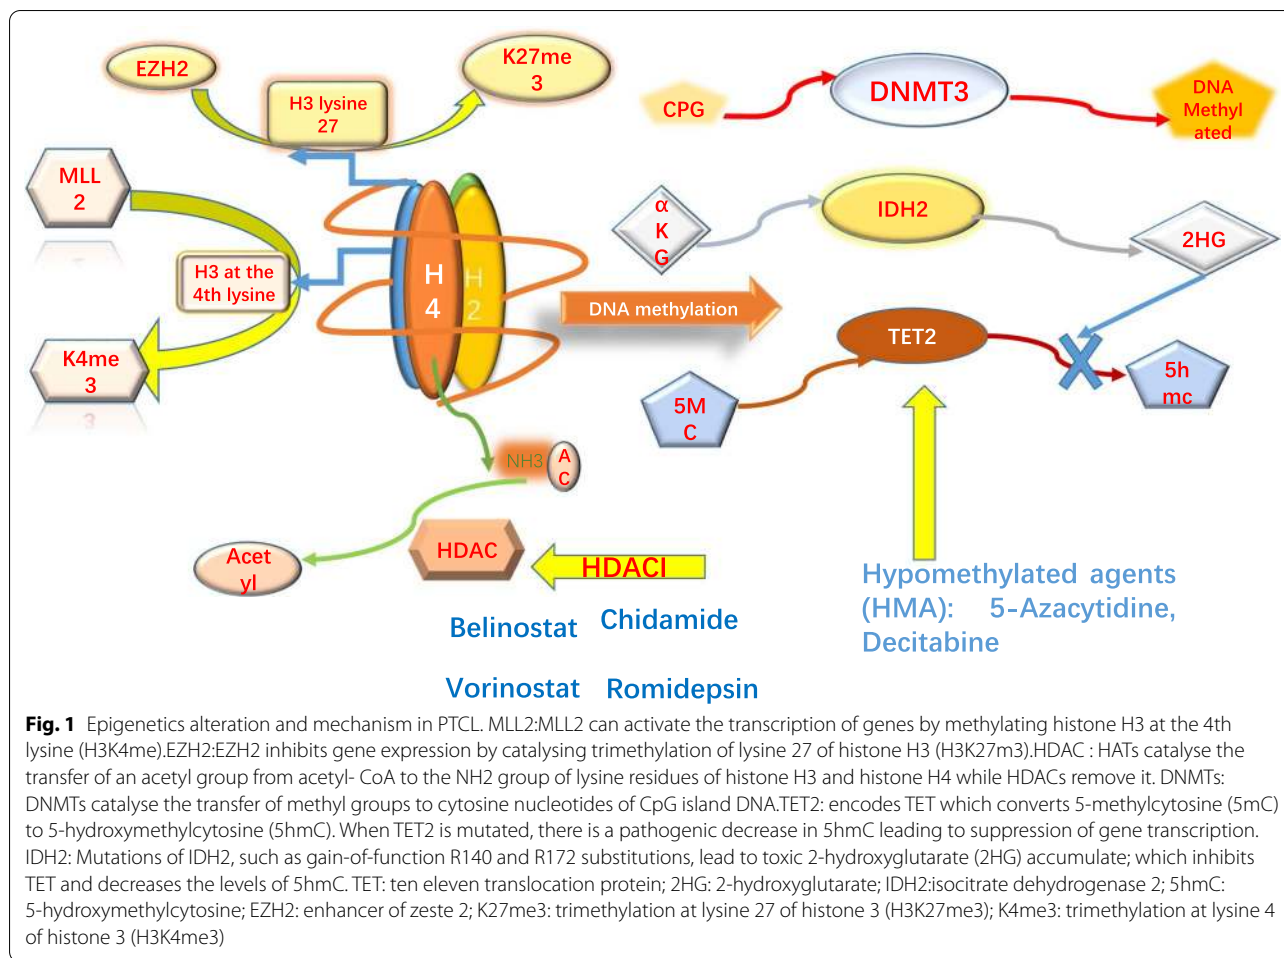 EZH2
H3 lysine
27
K27me
3
MLL
2
H3 at the
4th lysine
K4me
3
3
H
4
H
2
NH3
A
C
HDAC
Acet
yl
HDACI
Belinostat
Chidamide
Vorinostat
Romidepsin
CPG
DNMT3
DNA
Methyl
ated
α
K
G
IDH2
2HG
DNA methylation
TET2
5M
C
5h
mc
Hypomethylated agents
(HMA): 5-Azacytidine,
Decitabine
Fig. 1 Epigenetics alteration and mechanism in PTCL. MLL2:MLL2 can activate the transcription of genes by methylating histone H3 at the 4th
lysine (H3K4me).EZH2:EZH2 inhibits gene expression by catalysing trimethylation of lysine 27 of histone H3 (H3K27m3).HDAC : HATs catalyse the
transfer of an acetyl group from acetyl- CoA to the NH2 group of lysine residues of histone H3 and histone H4 while HDACs remove it. DNMTs:
DNMTs catalyse the transfer of methyl groups to cytosine nucleotides of CpG island DNA.TET2: encodes TET which converts 5-methylcytosine (5mC)
to 5-hydroxymethylcytosine (5hmC). When TET2 is mutated, there is a pathogenic decrease in 5hmC leading to suppression of gene transcription.
IDH2: Mutations of IDH2, such as gain-of-function R140 and R172 substitutions, lead to toxic 2-hydroxyglutarate (2HG) accumulate; which inhibits
TET and decreases the levels of 5hmC. TET: ten eleven translocation protein; 2HG: 2-hydroxyglutarate; IDH2:isocitrate dehydrogenase 2; 5hmC:
5-hydroxymethylcytosine; EZH2: enhancer of zeste 2; K27me3: trimethylation at lysine 27 of histone 3 (H3K27me3); K4me3: trimethylation at lysine 4
of histone 3 (H3K4me3)